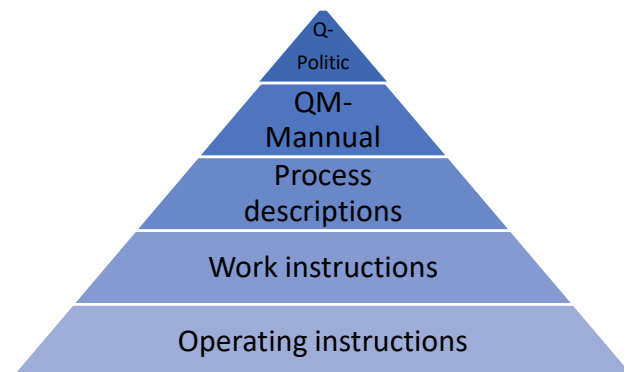 Q-
Politic
QM-
Mannual
Process
descriptions
Work instructions
Operating instructions